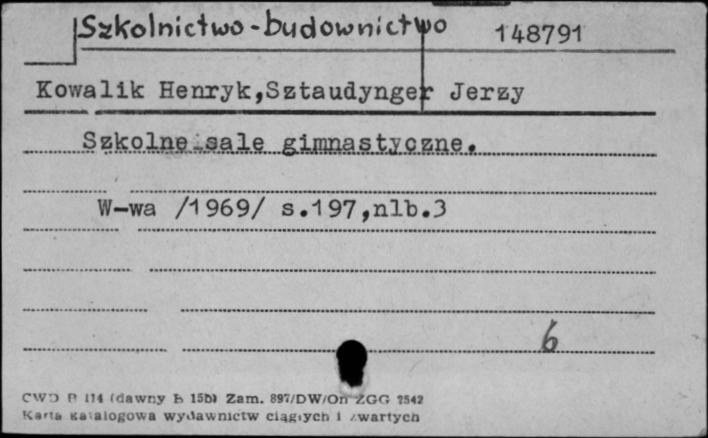 Szkolnictwo-budownictwo 148791
Kowalik Henryk,Sztaudynger Jerzy
Szkolne sale gimnastyczne.
W-wa /1969/ s.197,nlb.3
6
CWD P 114 (dawny b 15b) Zam. 897/DW/On ZGG 2542
Karta katalogowa wydawnictw ciągłych i zwartych